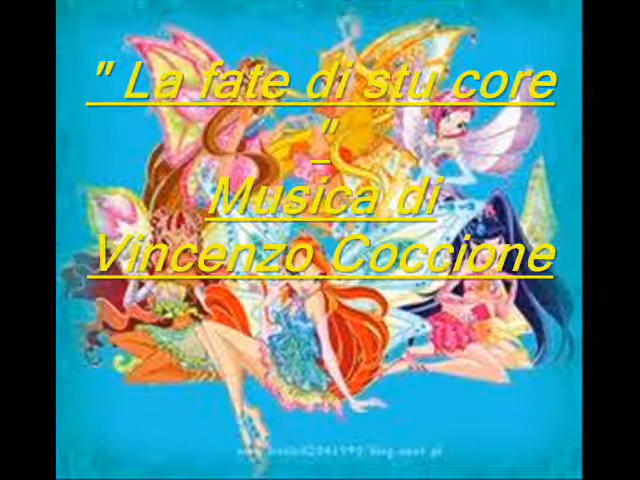 " La fate di stu core
"
Musica di
Vincenzo Coccione